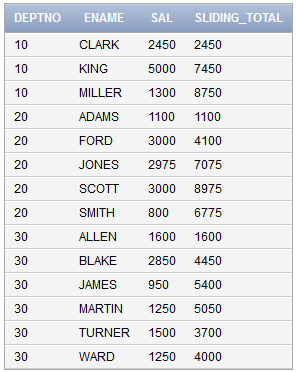 DEPTNO ENAME SAL SLIDING_TOTAL
10 CLARK 2450 2450
10 KING 5000 7450
10 MILLER 1300 8750
20 ADAMS 1100 1100
20 FORD 3000 4100
20 JONES 2975 7075
20 SCOTT 3000 8975
20 SMITH 800 6775
30 ALLEN 1600 1600
30 BLAKE 2850 4450
30 JAMES 950 5400
30 MARTIN 1250 5050
30 TURNER 1500 3700
30 WARD 1250 4000